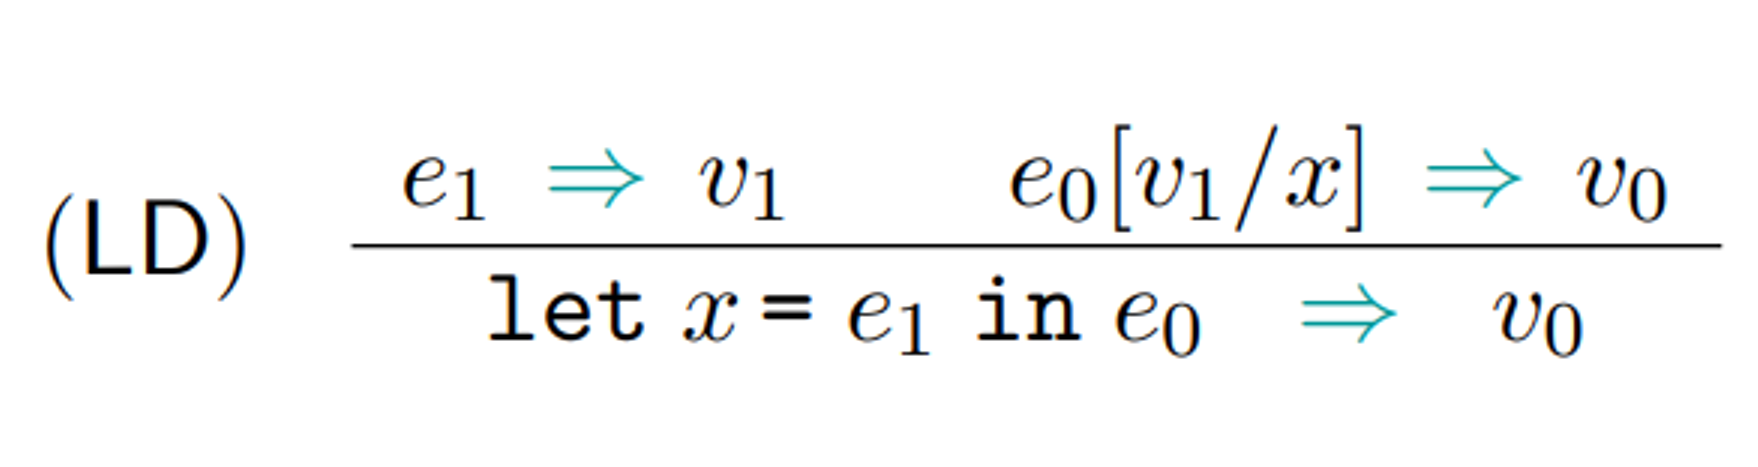 (LD) e₁ ⇒ v₁ e₀[v₁/x] ⇒ v₀
let x = e₁ in e₀ ⇒ v₀